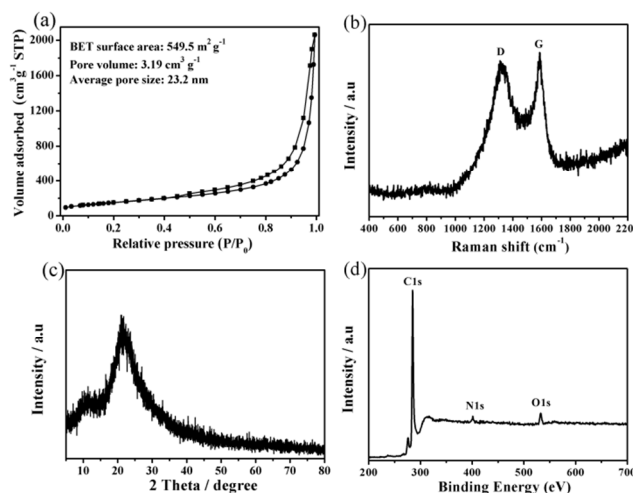 (a)
BET surface area: 549.5 m² g⁻¹
Pore volume: 3.19 cm³ g⁻¹
Average pore size: 23.2 nm
Volume adsorbed (cm³g⁻¹ STP)
2000
1600
1200
800
400
0
0.0 0.2 0.4 0.6 0.8 1.0
Relative pressure (P/P₀)
(b)
D G
Intensity / a.u
400 600 800 1000 1200 1400 1600 1800 2000 2200
Raman shift (cm⁻¹)
(c)
Intensity / a.u
10 20 30 40 50 60 70 80
2 Theta / degree
(d)
C1s
N1s
O1s
Intensity / a.u
200 300 400 500 600 700
Binding Energy (eV)